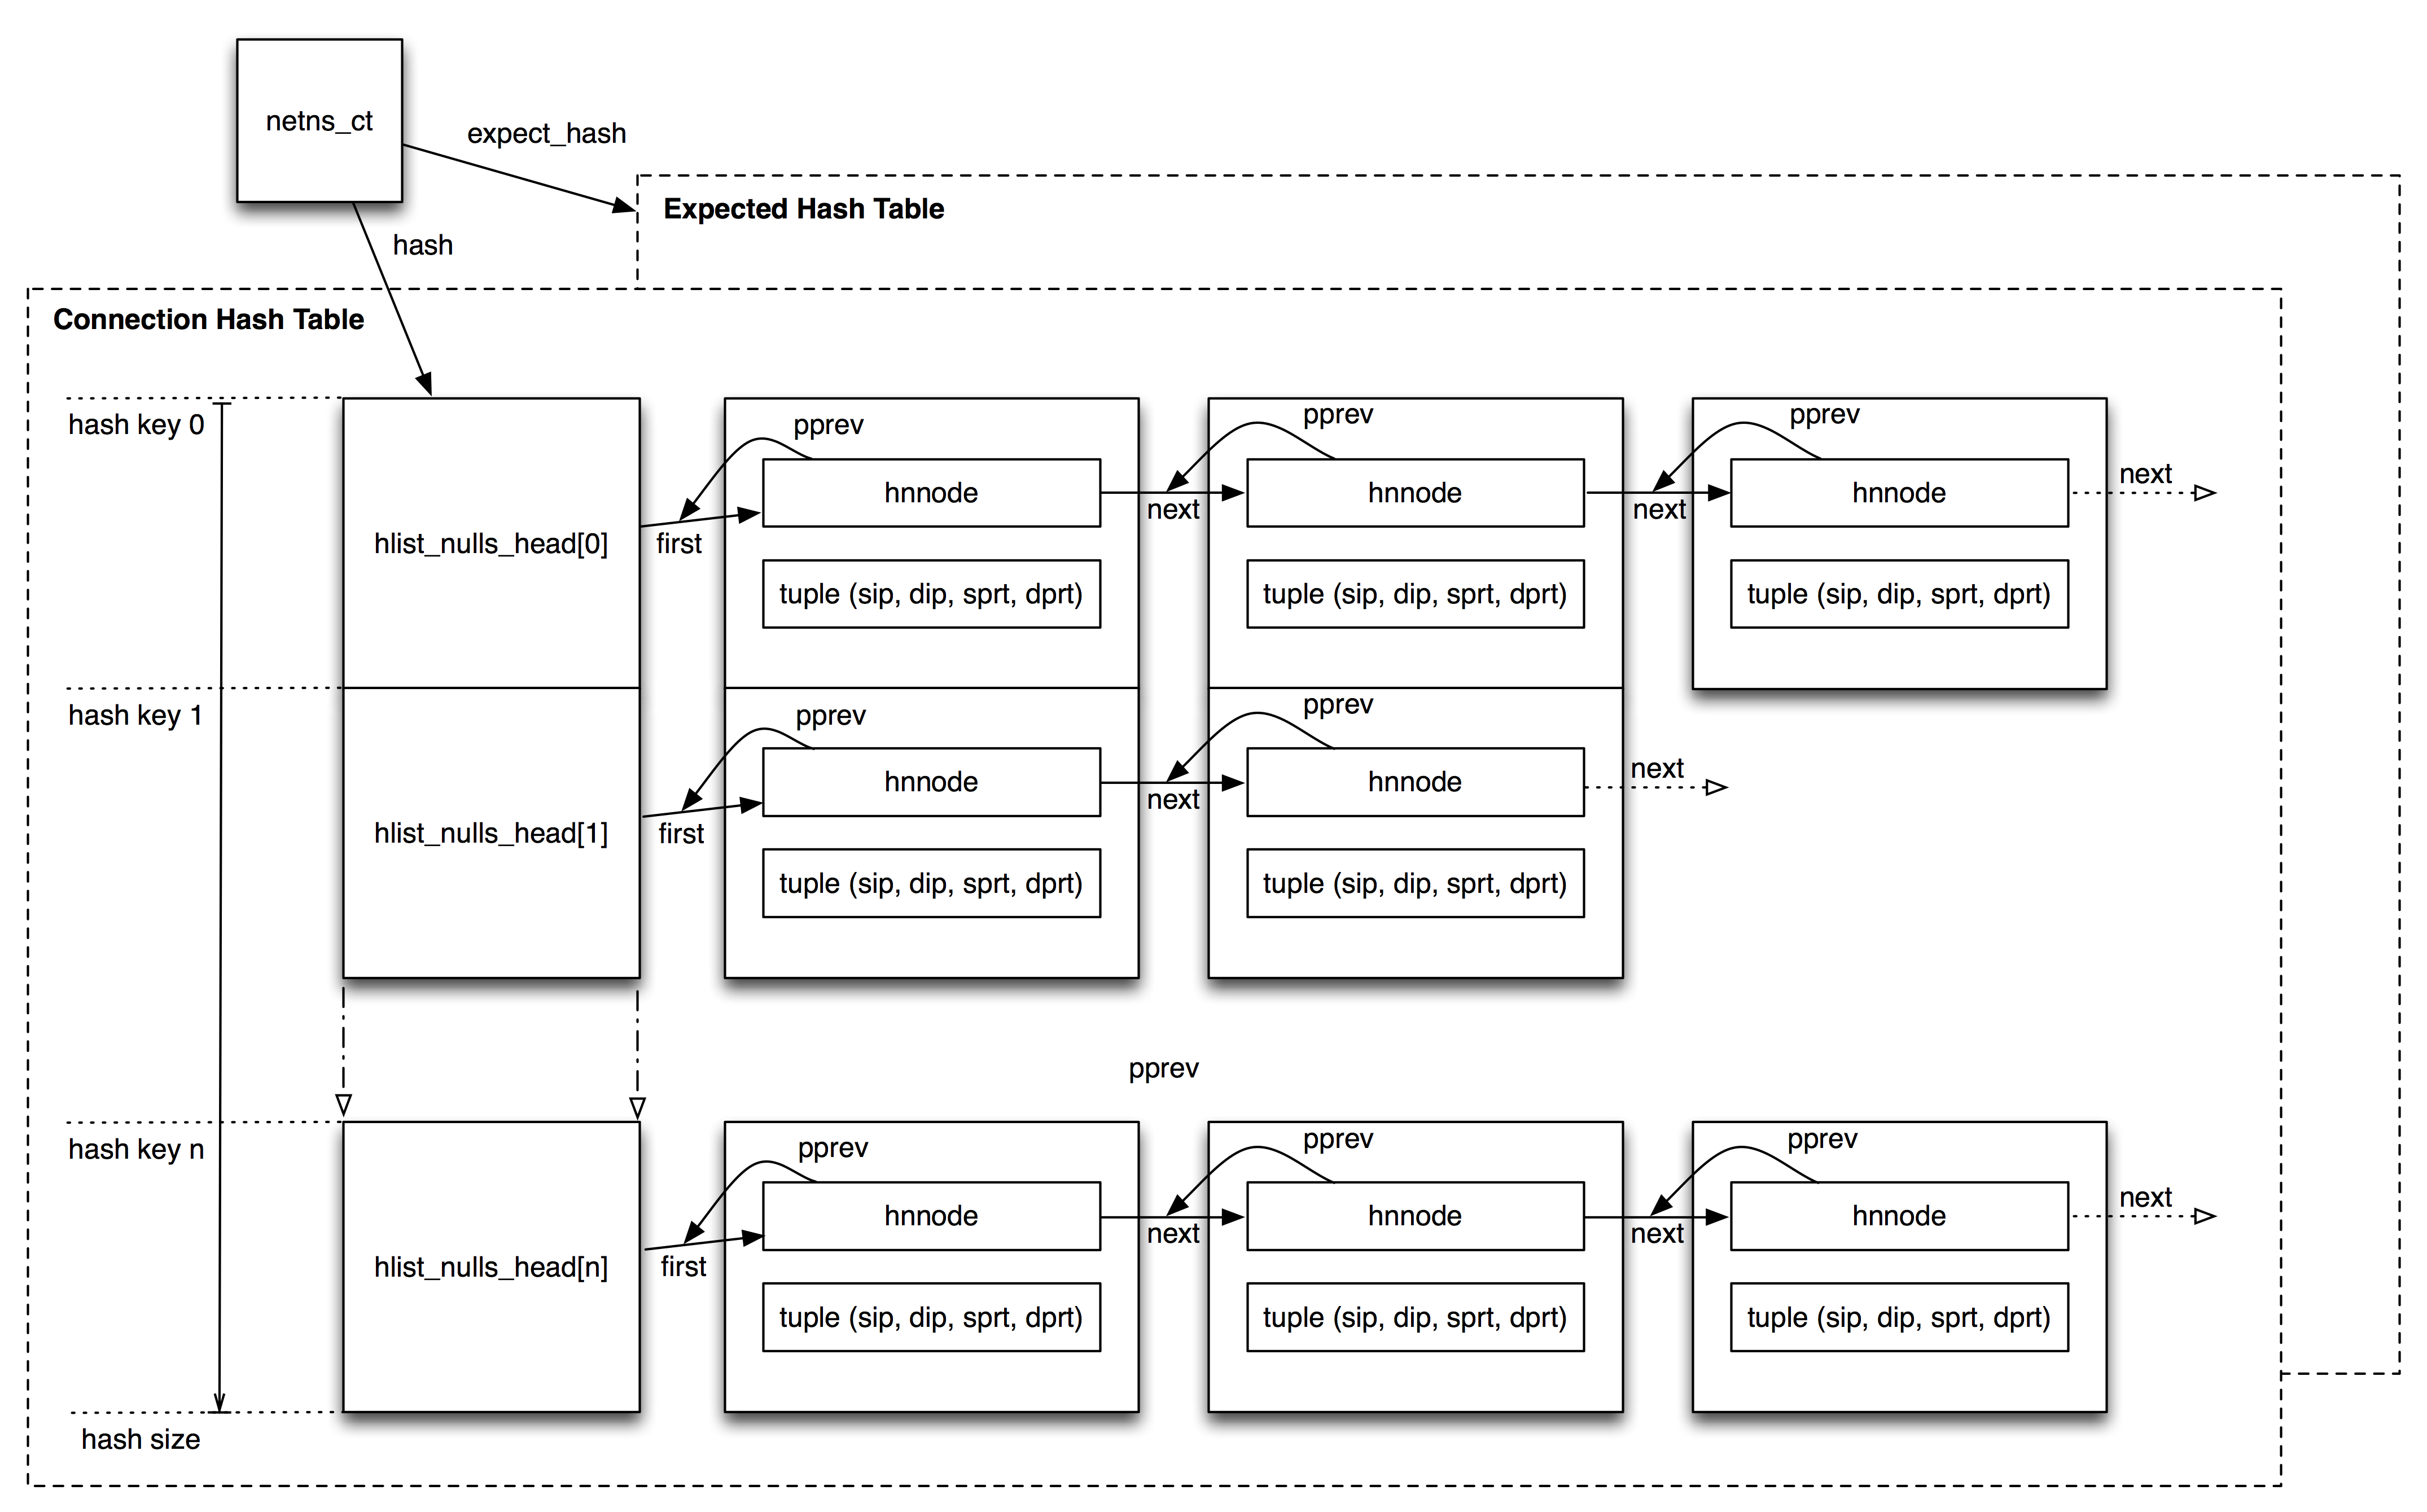 netns_ct
expect_hash
Expected Hash Table
hash
Connection Hash Table
hash key 0
pprev
pprev
pprev
hnnode
hnnode
hnnode
next
next
next
first
hlist_nulls_head[0]
tuple (sip, dip, sprt, dprt)
tuple (sip, dip, sprt, dprt)
tuple (sip, dip, sprt, dprt)
hash key 1
pprev
pprev
hnnode
hnnode
next
next
first
hlist_nulls_head[1]
tuple (sip, dip, sprt, dprt)
tuple (sip, dip, sprt, dprt)
pprev
hash key n
pprev
pprev
pprev
hnnode
hnnode
hnnode
next
next
next
first
hlist_nulls_head[n]
tuple (sip, dip, sprt, dprt)
tuple (sip, dip, sprt, dprt)
tuple (sip, dip, sprt, dprt)
hash size